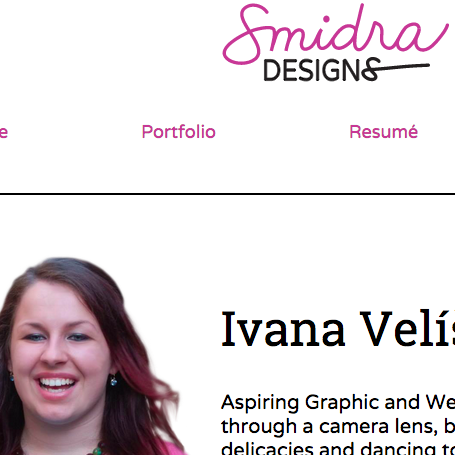 Smidra
DESIGNS
e Portfolio Resumé
Ivana Velís
Aspiring Graphic and We
through a camera lens, b
delicacies and dancing to